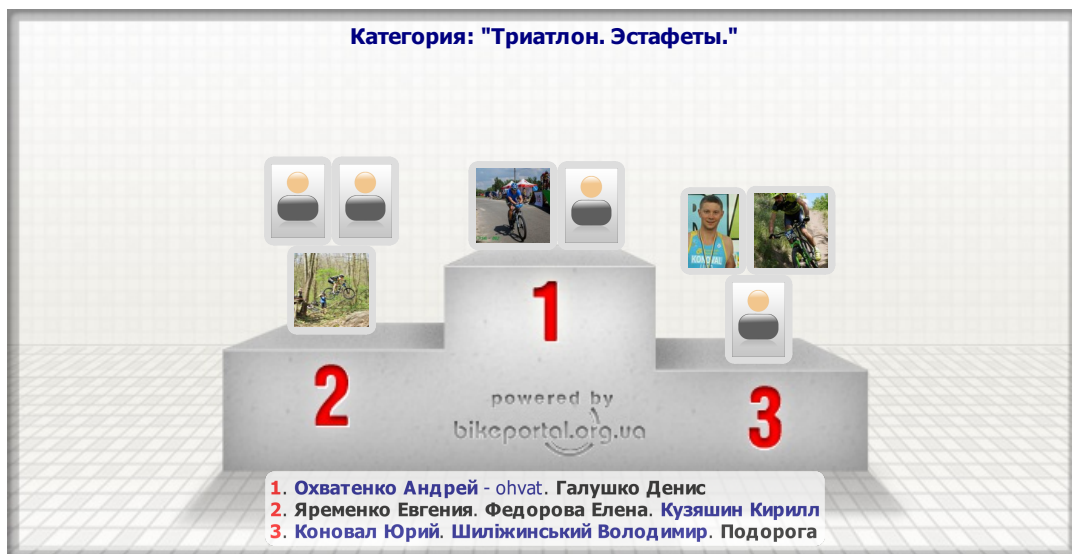 Категория: "Триатлон. Эстафеты."
1
2
3
powered by
bikeportal.org.ua
1. Охватенко Андрей - ohvat. Галушко Денис
2. Яременко Евгения. Федорова Елена. Кузяшин Кирилл
3. Коновал Юрий. Шиліжинський Володимир. Подорога